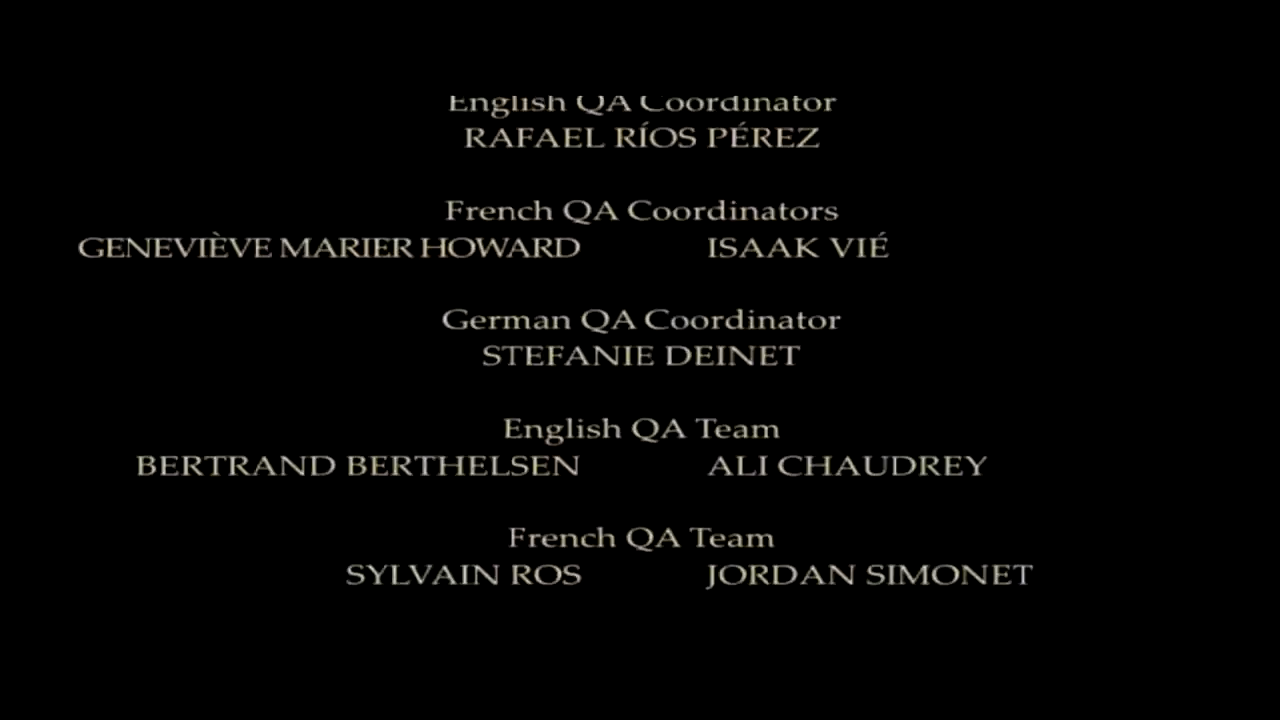 English QA Coordinator
RAFAEL RÍOS PÉREZ
French QA Coordinators
GENEVIÈVE MARIER HOWARD ISAAK VIÉ
German QA Coordinator
STEFANIE DEINET
English QA Team
BERTRAND BERTHELSEN ALI CHAUDREY
French QA Team
SYLVAIN ROS JORDAN SIMONET